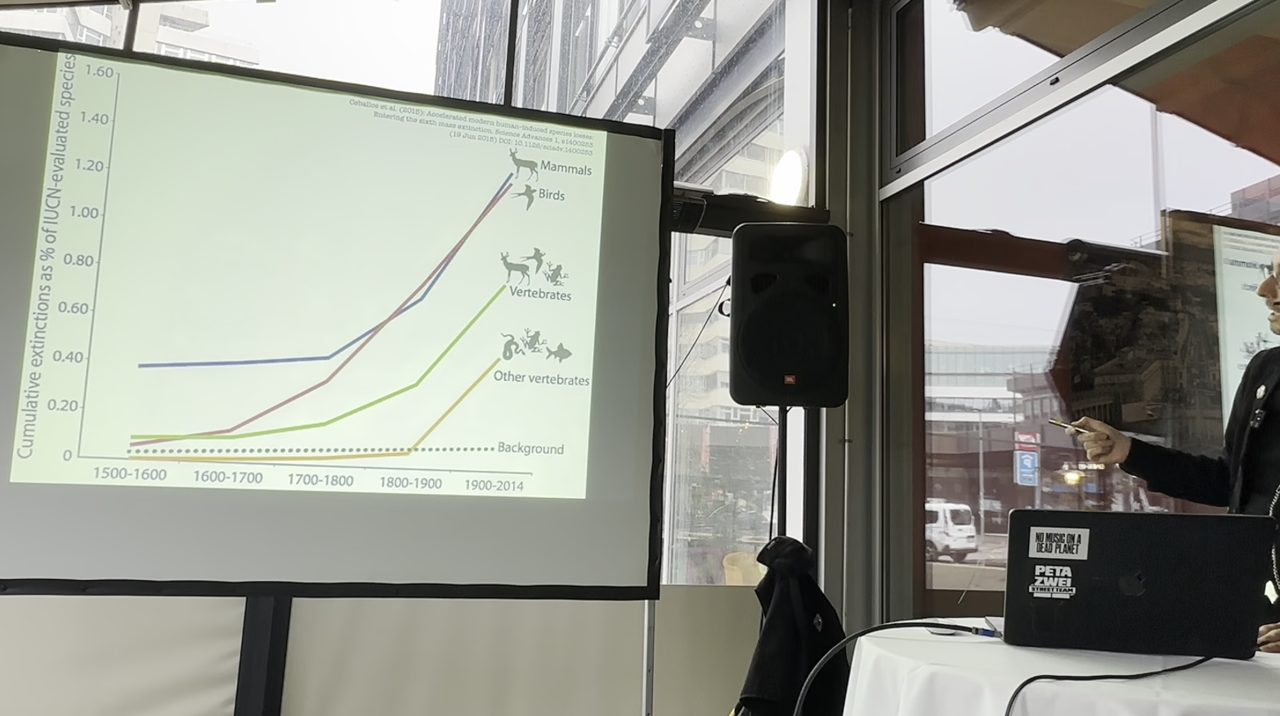 Ceballos et al. (2015): Accelerated modern human-induced species losses:
Entering the sixth mass extinction. Science Advances 1, e1400253
(19 Jun 2015) DOI: 10.1126/sciadv.1400253
Cumulative extinctions as % of IUCN-evaluated species
1.60
1.40
1.20
1.00
0.80
0.60
0.40
0.20
0
Mammals
Birds
Vertebrates
Other vertebrates
Background
1500-1600
1600-1700
1700-1800
1800-1900
1900-2014
JBL
NO MUSIC ON A
DEAD PLANET
PETA
ZWEI
STREET TEAM